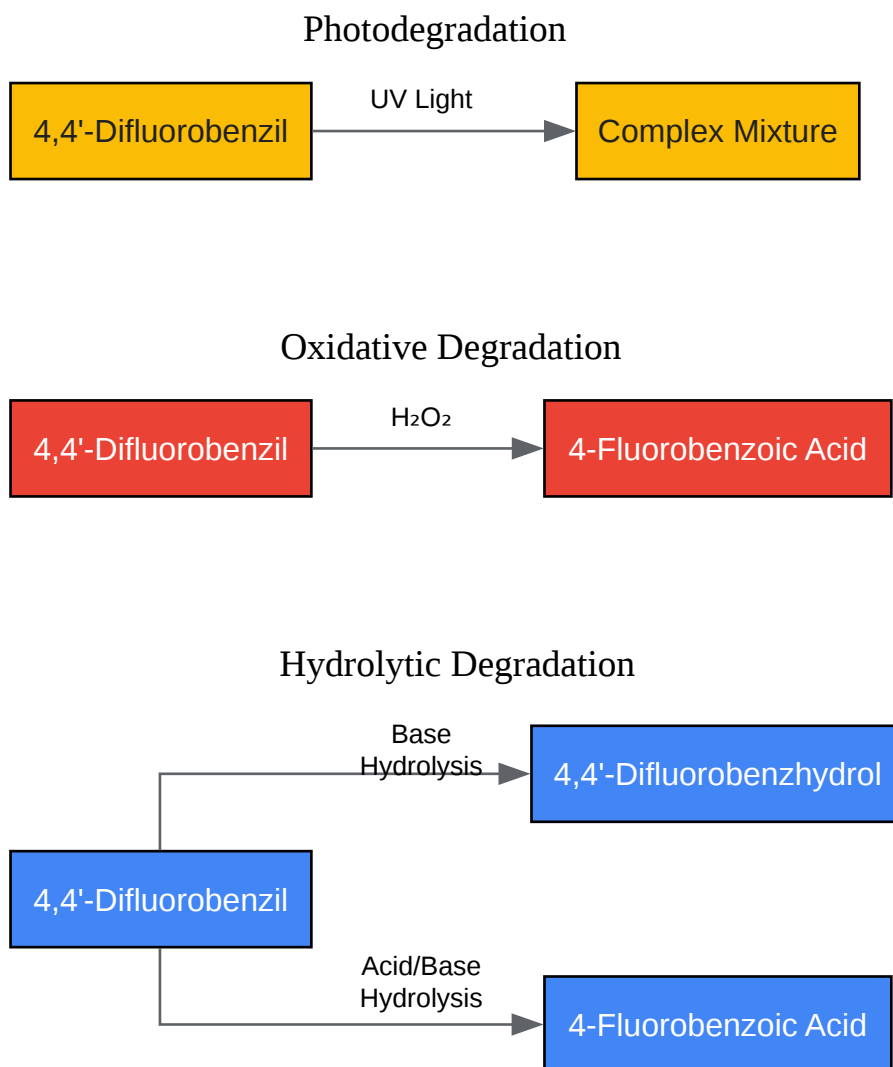 Photodegradation
UV Light
4,4'-Difluorobenzil
Complex Mixture
Oxidative Degradation
H₂O₂
4,4'-Difluorobenzil
4-Fluorobenzoic Acid
Hydrolytic Degradation
Base
Hydrolysis
4,4'-Difluorobenzhydrol
4,4'-Difluorobenzil
Acid/Base
Hydrolysis
4-Fluorobenzoic Acid